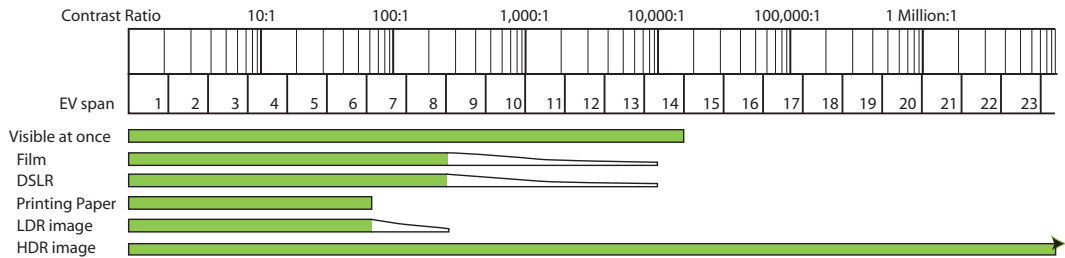 Contrast Ratio 10:1 100:1 1,000:1 10,000:1 100,000:1 1 Million:1
EV span 1 2 3 4 5 6 7 8 9 10 11 12 13 14 15 16 17 18 19 20 21 22 23
Visible at once
Film
DSLR
Printing Paper
LDR image
HDR image